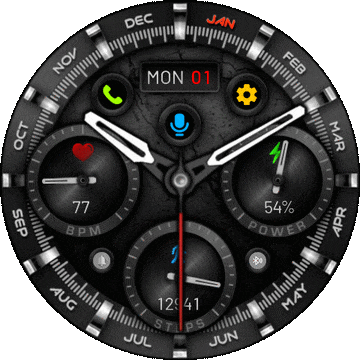 DEC
JAN
NOV
FEB
MON 01
OCT
MAR
77
54%
BPM
POWER
SEP
APR
AUG
MAY
12941
STEPS
JUL
JUN